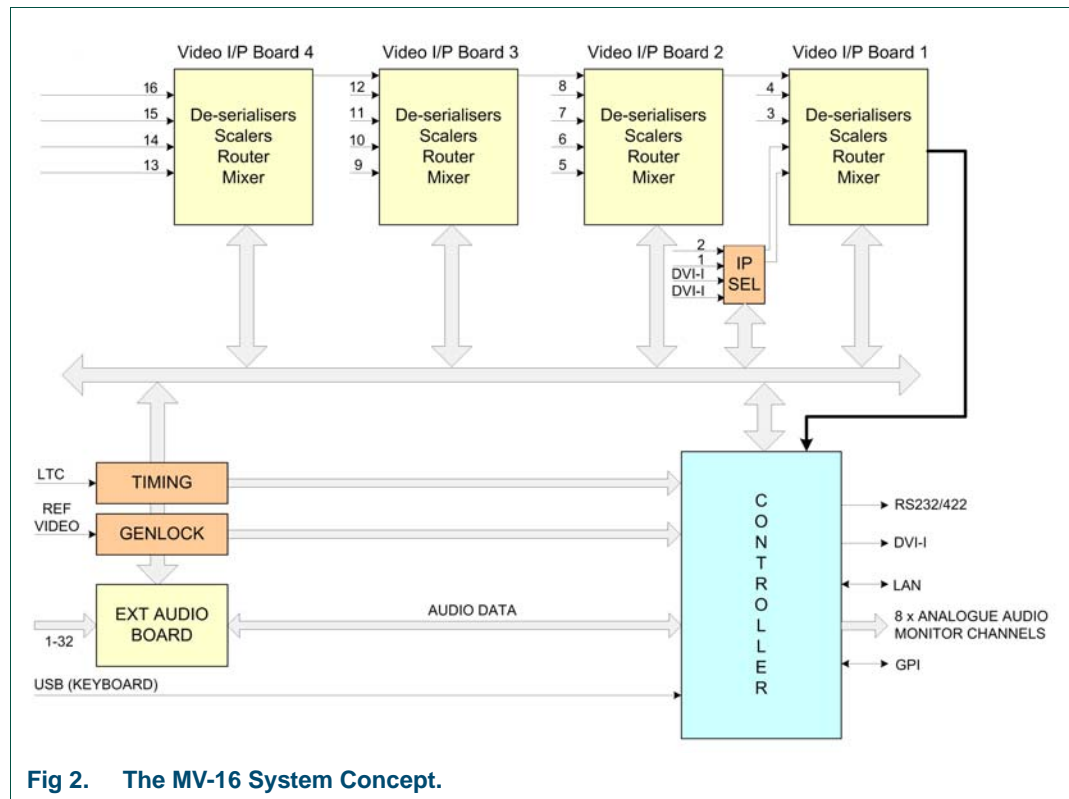 Video I/P Board 4
Video I/P Board 3
Video I/P Board 2
Video I/P Board 1
16
15
14
13
De-serialisers
Scalers
Router
Mixer
12
11
10
9
De-serialisers
Scalers
Router
Mixer
8
7
6
5
De-serialisers
Scalers
Router
Mixer
4
3
De-serialisers
Scalers
Router
Mixer
2
1
DVI-I
DVI-I
IP
SEL
LTC
TIMING
REF
VIDEO
GENLOCK
EXT AUDIO
BOARD
1-32
AUDIO DATA
USB (KEYBOARD)
C
O
N
T
R
O
L
L
E
R
RS232/422
DVI-I
LAN
8 x ANALOGUE AUDIO
MONITOR CHANNELS
GPI
Fig 2. The MV-16 System Concept.